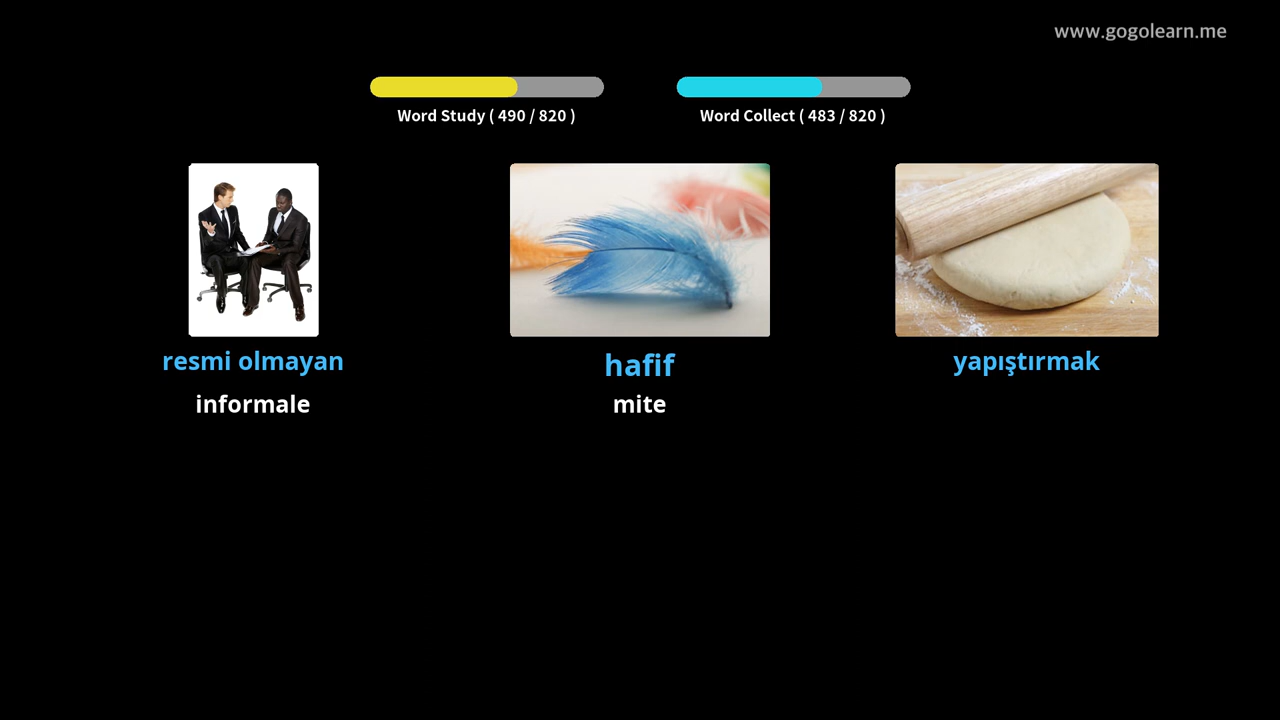 www.gogolearn.me
Word Study ( 490 / 820 )
Word Collect ( 483 / 820 )
resmi olmayan
informale
hafif
mite
yapıştırmak